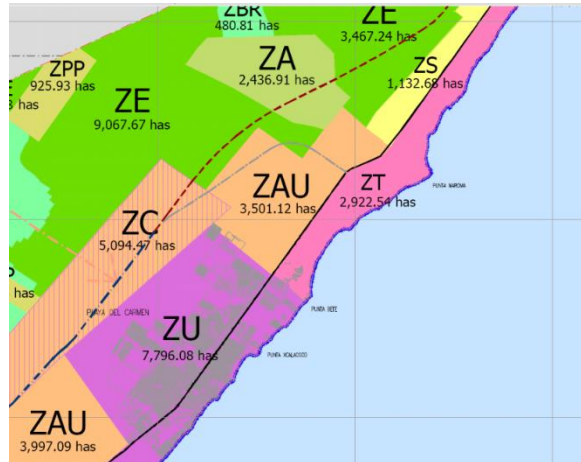 ZBR
480.81 has
ZE
3,467.24 has
ZA
2,436.91 has
ZS
1,132.68 has
ZPP
925.93 has
ZE
9,067.67 has
ZAU
3,501.12 has
ZT
2,922.54 has
PUNTA MAROMA
ZC
5,094.47 has
has
PLAYA DEL CARMEN
PUNTA BETE
ZU
7,796.08 has
PUNTA XCALACOCO
ZAU
3,997.09 has